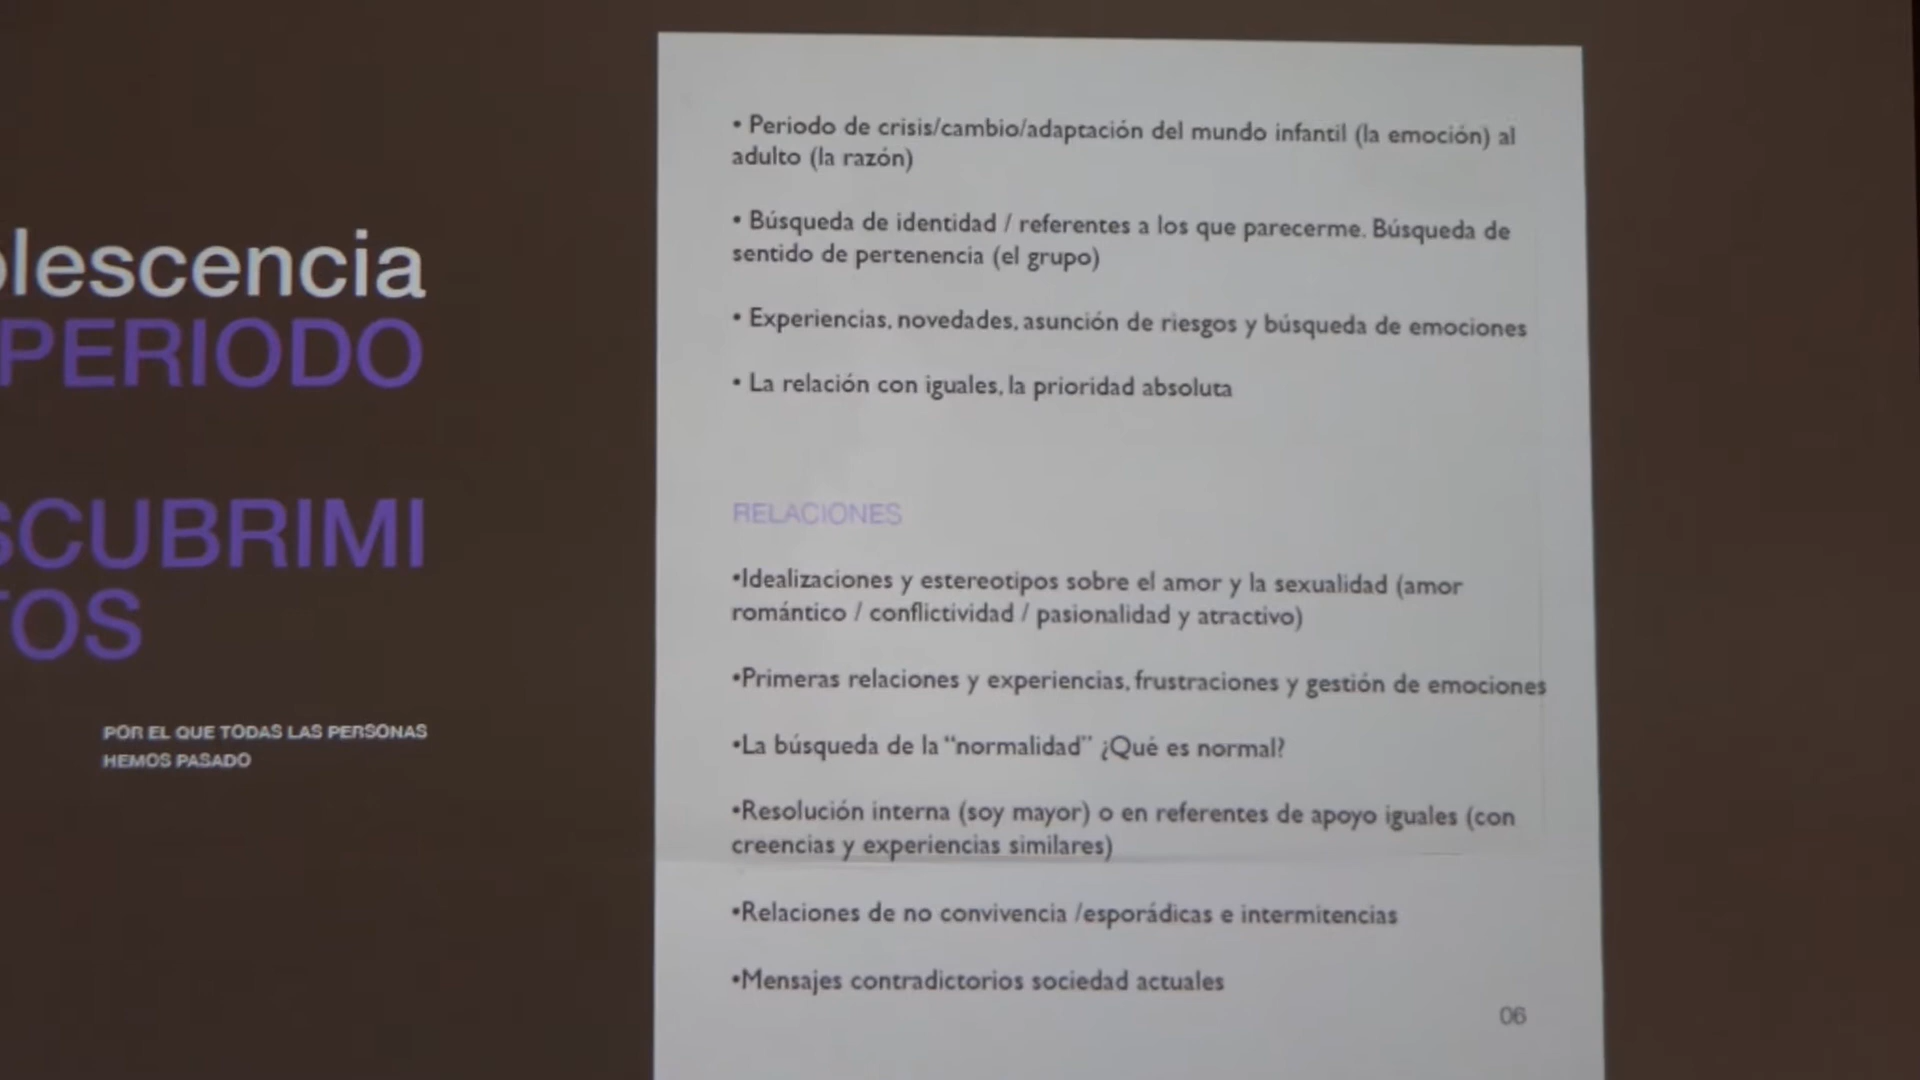 olescencia
PERIODO
SCUBRIMI
TOS
POR EL QUE TODAS LAS PERSONAS
HEMOS PASADO
• Periodo de crisis/cambio/adaptación del mundo infantil (la emoción) al
adulto (la razón)
• Búsqueda de identidad / referentes a los que parecerme. Búsqueda de
sentido de pertenencia (el grupo)
• Experiencias, novedades, asunción de riesgos y búsqueda de emociones
• La relación con iguales, la prioridad absoluta
RELACIONES
•Idealizaciones y estereotipos sobre el amor y la sexualidad (amor
romántico / conflictividad / pasionalidad y atractivo)
•Primeras relaciones y experiencias, frustraciones y gestión de emociones
•La búsqueda de la “normalidad” ¿Qué es normal?
•Resolución interna (soy mayor) o en referentes de apoyo iguales (con
creencias y experiencias similares)
•Relaciones de no convivencia /esporádicas e intermitencias
•Mensajes contradictorios sociedad actuales
06